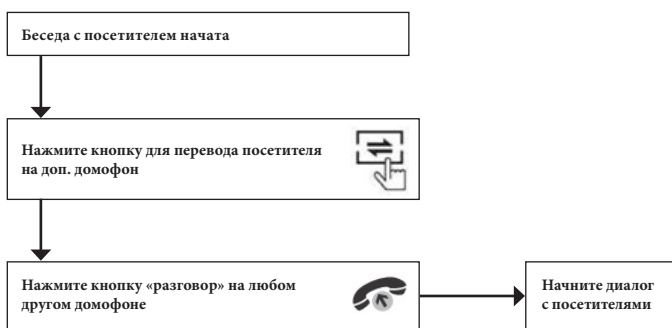 Беседа с посетителем начата
Нажмите кнопку для перевода посетителя
на доп. домофон
Нажмите кнопку «разговор» на любом
другом домофоне
Начните диалог
с посетителями